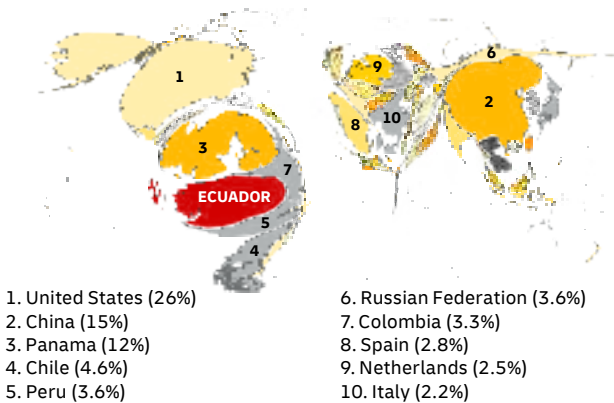 6
9
1
2
10
8
3
7
ECUADOR
5
4
1. United States (26%)
2. China (15%)
3. Panama (12%)
4. Chile (4.6%)
5. Peru (3.6%)
6. Russian Federation (3.6%)
7. Colombia (3.3%)
8. Spain (2.8%)
9. Netherlands (2.5%)
10. Italy (2.2%)